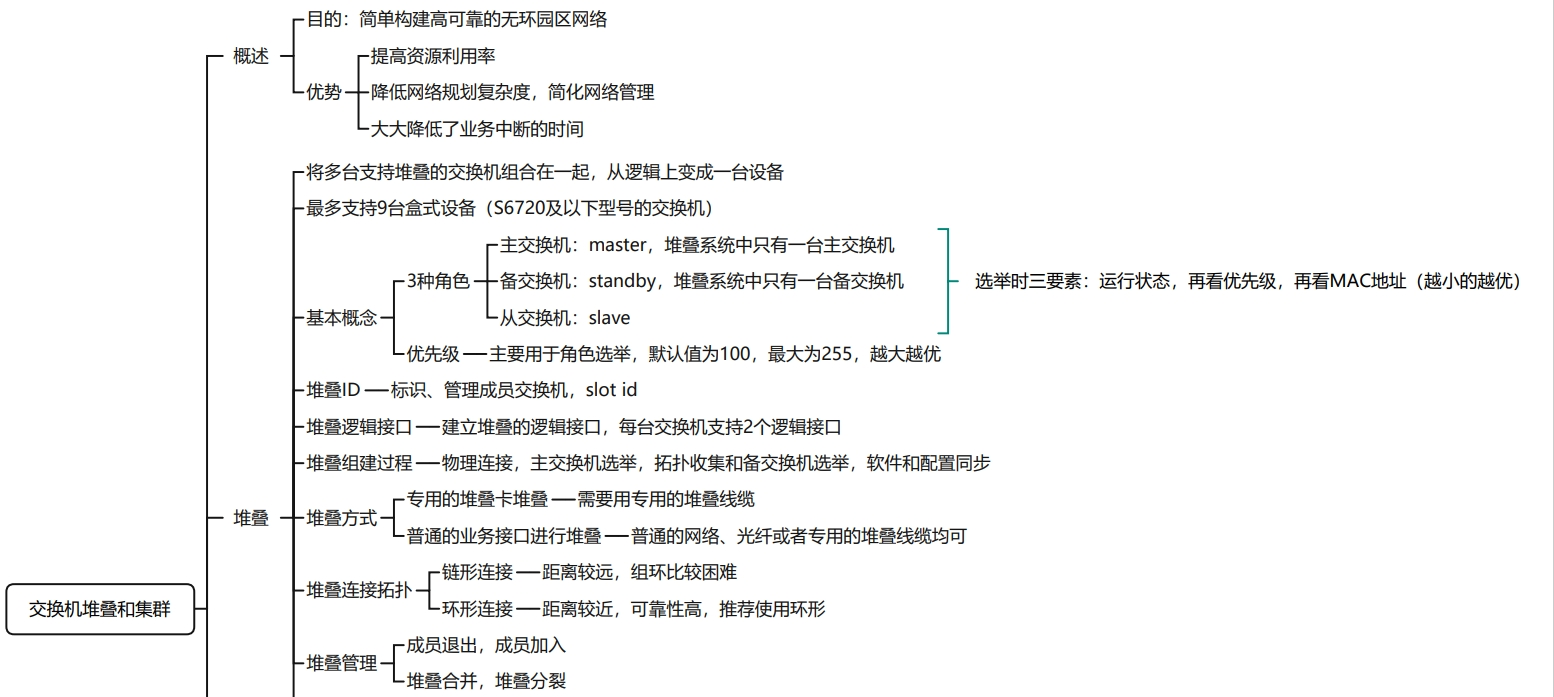 目的：简单构建高可靠的无环园区网络
概述
提高资源利用率
优势
降低网络规划复杂度，简化网络管理
大大降低了业务中断的时间
将多台支持堆叠的交换机组合在一起，从逻辑上变成一台设备
最多支持9台盒式设备（S6720及以下型号的交换机）
主交换机：master，堆叠系统中只有一台主交换机
3种角色
备交换机：standby，堆叠系统中只有一台备交换机
选举时三要素：运行状态，再看优先级，再看MAC地址（越小的越优）
从交换机：slave
基本概念
优先级
主要用于角色选举，默认值为100，最大为255，越大越优
堆叠ID
标识、管理成员交换机，slot id
堆叠逻辑接口
建立堆叠的逻辑接口，每台交换机支持2个逻辑接口
堆叠组建过程
物理连接，主交换机选举，拓扑收集和备交换机选举，软件和配置同步
堆叠
堆叠方式
专用的堆叠卡堆叠
需要用专用的堆叠线缆
普通的业务接口进行堆叠
普通的网络、光纤或者专用的堆叠线缆均可
堆叠连接拓扑
链形连接
距离较远，组环比较困难
环形连接
距离较近，可靠性高，推荐使用环形
交换机堆叠和集群
堆叠管理
成员退出，成员加入
堆叠合并，堆叠分裂